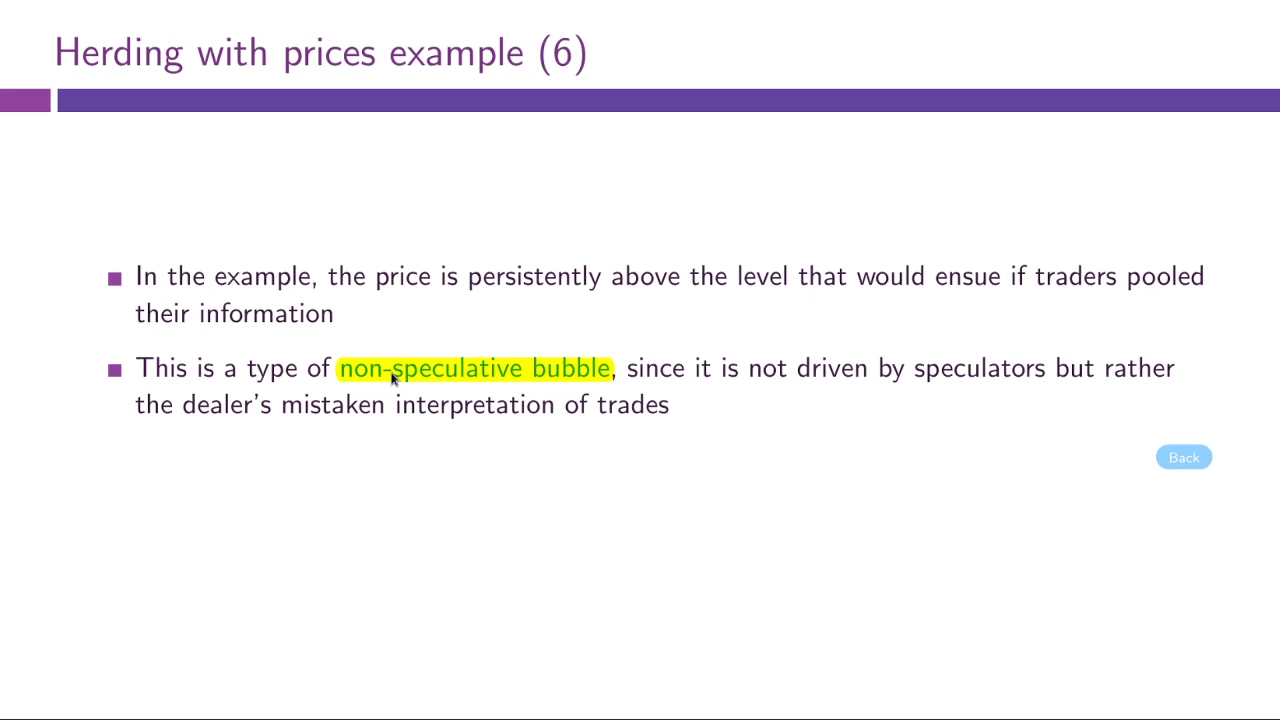 Herding with prices example (6)
In the example, the price is persistently above the level that would ensue if traders pooled
their information
This is a type of non-speculative bubble, since it is not driven by speculators but rather
the dealer's mistaken interpretation of trades
Back